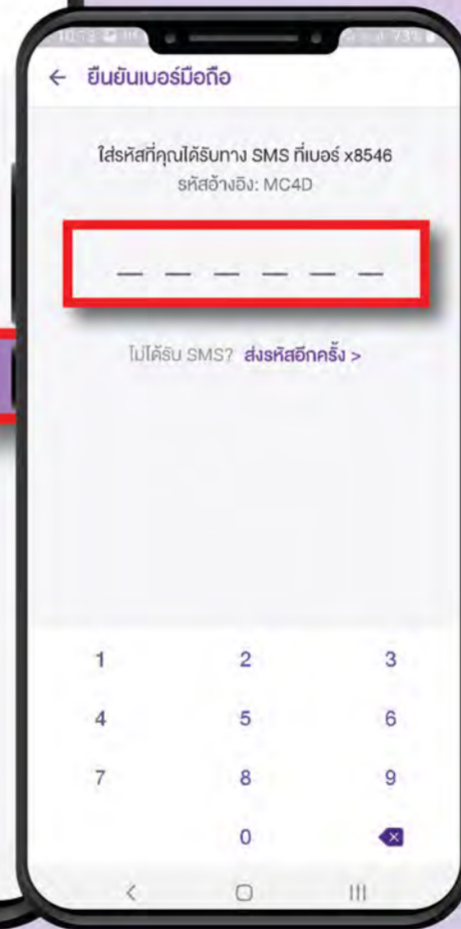 ← ยืนยันเบอร์มือถือ
ใส่รหัสที่คุณได้รับทาง SMS ที่เบอร์ x8546
รหัสอ้างอิง: MC4D
ไม่ได้รับ SMS? ส่งรหัสอีกครั้ง >
1 2 3
4 5 6
7 8 9
0